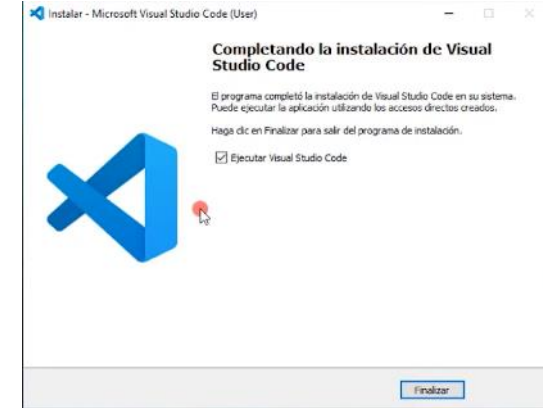 Instalar - Microsoft Visual Studio Code (User)
Completando la instalación de Visual
Studio Code
El programa completó la instalación de Visual Studio Code en su sistema.
Puede ejecutar la aplicación utilizando los accesos directos creados.
Haga clic en Finalizar para salir del programa de instalación.
Ejecutar Visual Studio Code
Finalizar